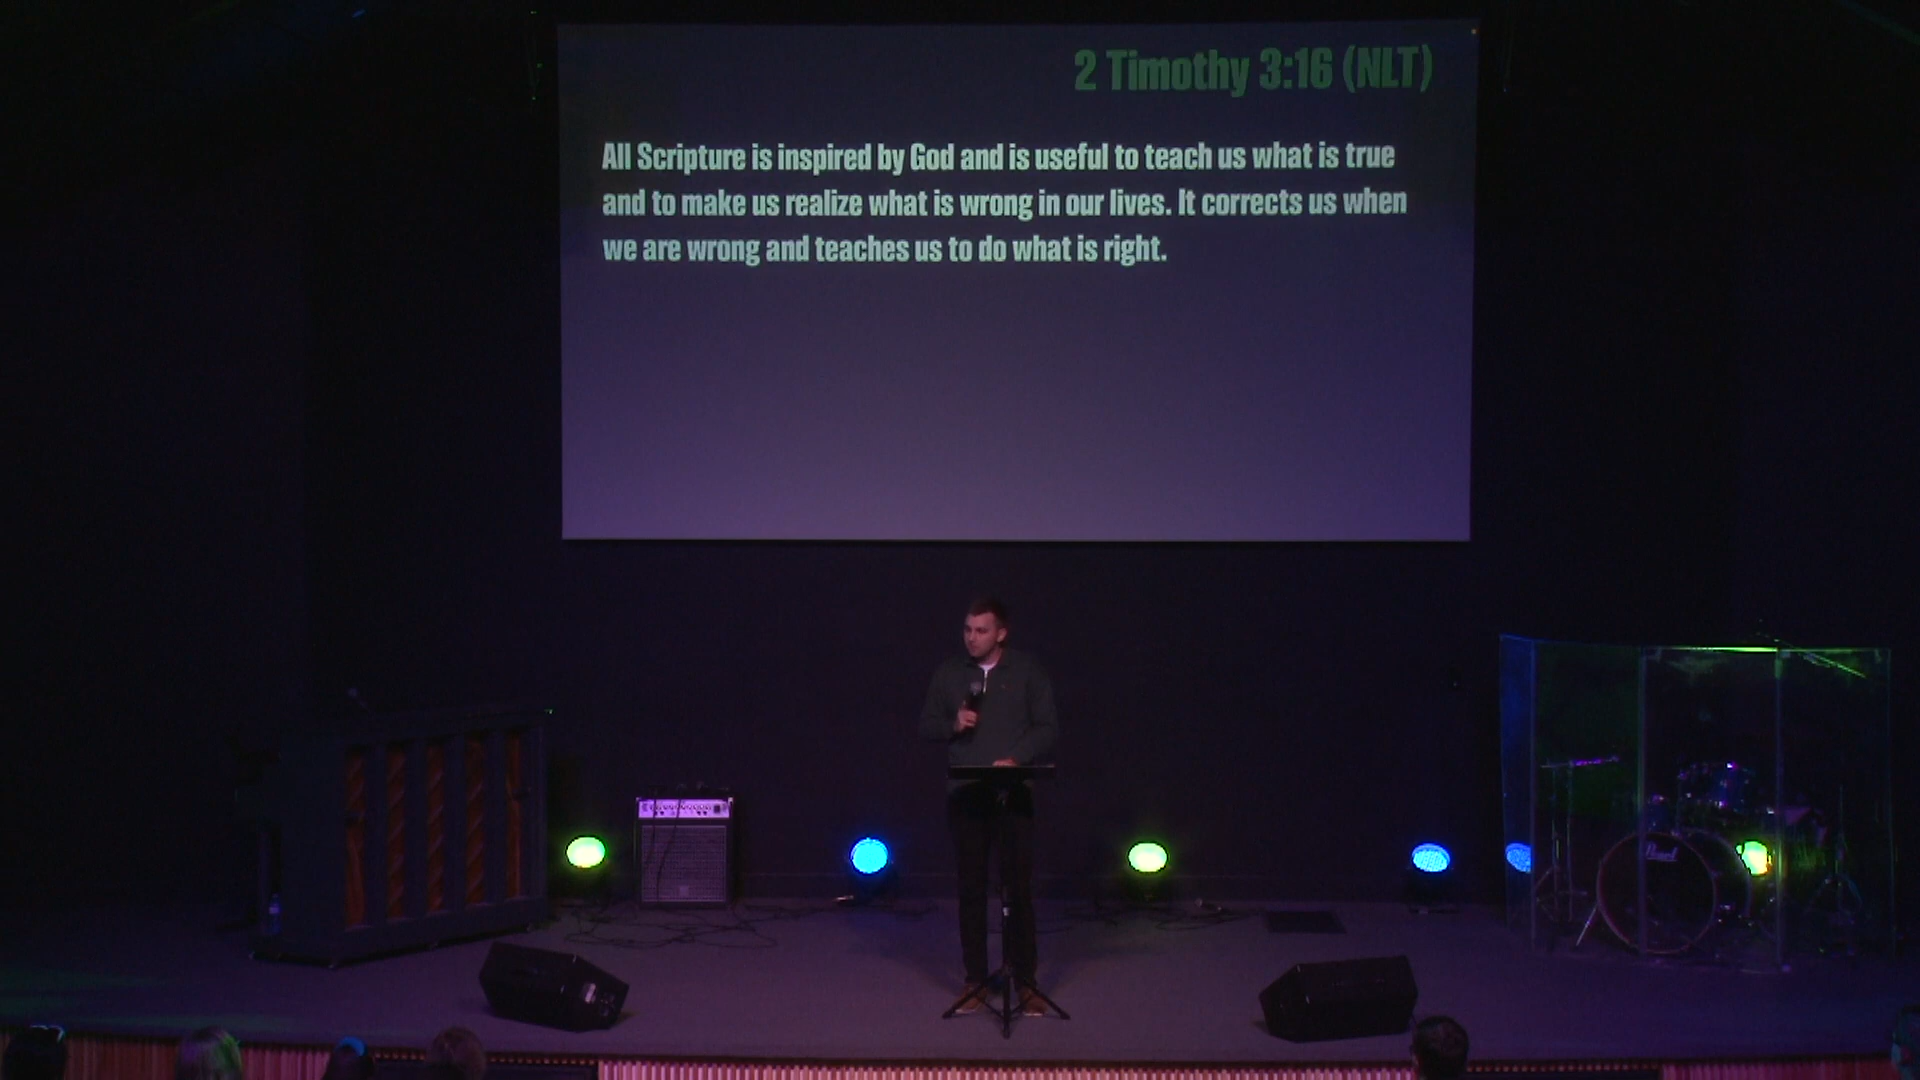 2 Timothy 3:16 (NLT)
All Scripture is inspired by God and is useful to teach us what is true
and to make us realize what is wrong in our lives. It corrects us when
we are wrong and teaches us to do what is right.
Pearl